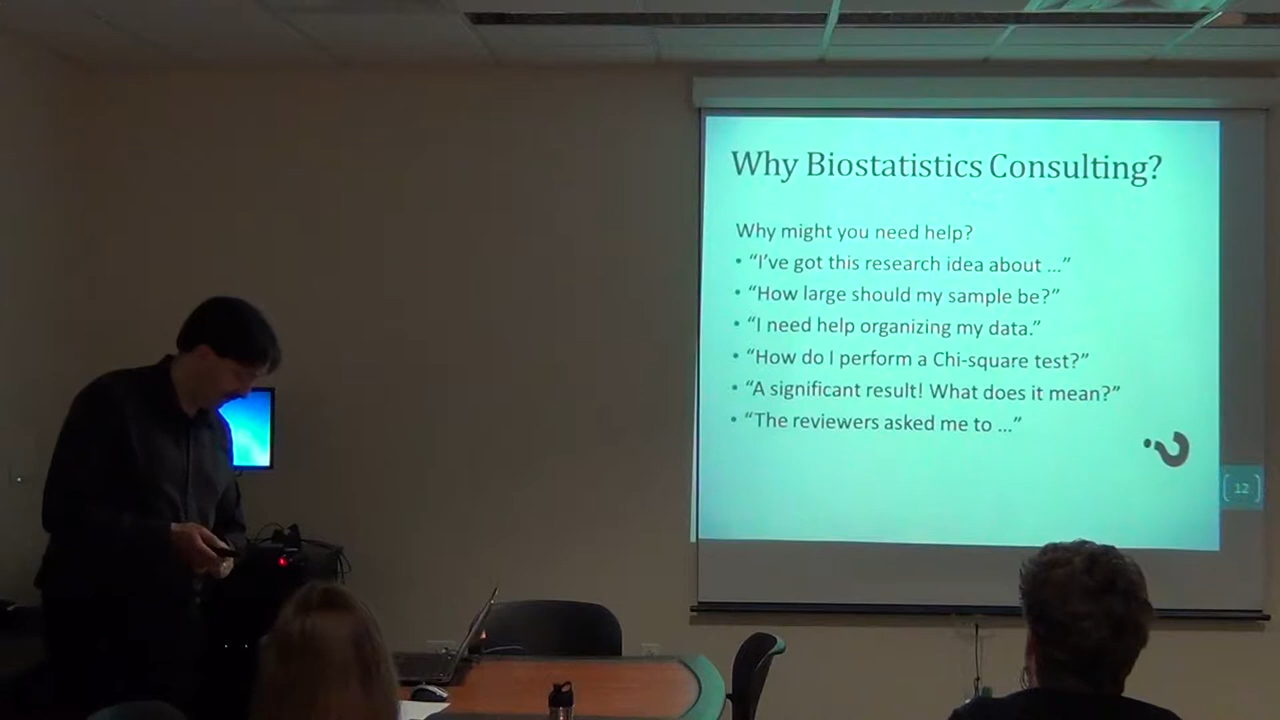 Why Biostatistics Consulting?
Why might you need help?
• “I’ve got this research idea about ...”
• “How large should my sample be?”
• “I need help organizing my data.”
• “How do I perform a Chi-square test?”
• “A significant result! What does it mean?”
• “The reviewers asked me to ...”
?
[ 12 ]